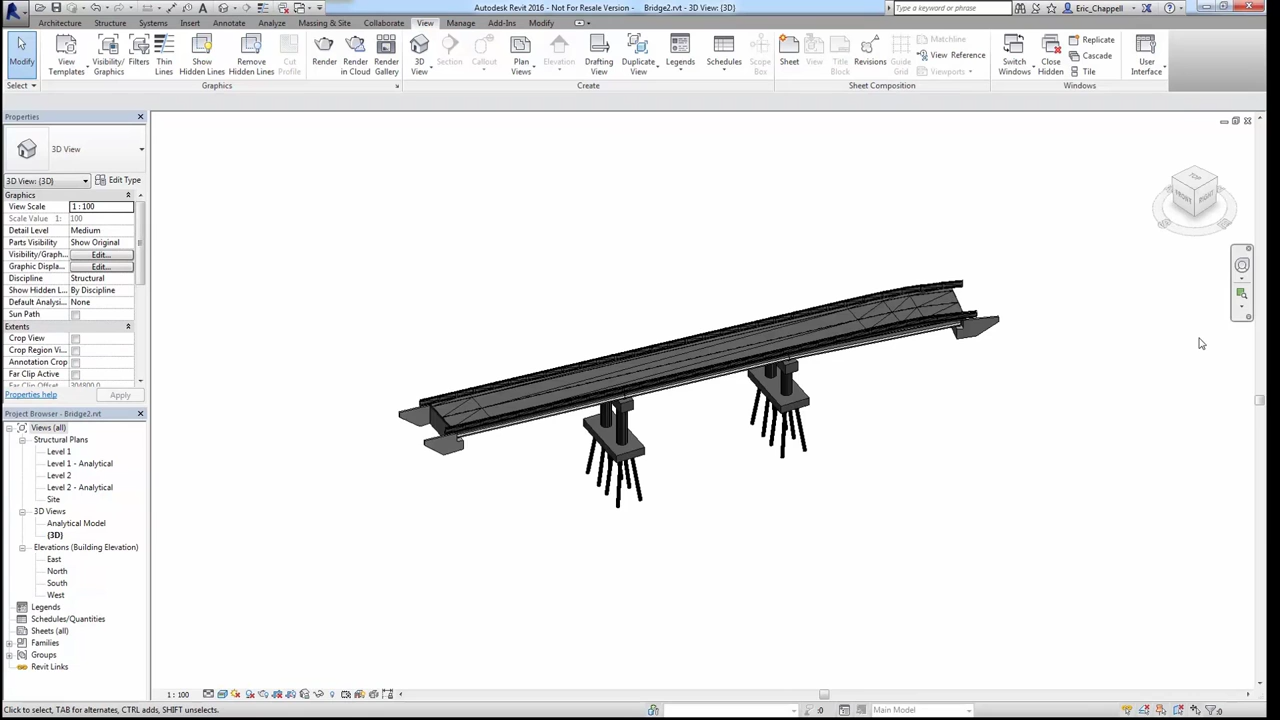 Autodesk Revit 2016 - Not For Resale Version - Bridge2.rvt - 3D View: {3D}
Type a keyword or phrase
Eric_Chappell
Architecture Structure Systems Insert Annotate Analyze Massing & Site Collaborate View Manage Add-Ins Modify
Modify
View Templates
Visibility/ Graphics
Filters
Thin Lines
Show Hidden Lines
Remove Hidden Lines
Cut Profile
Render
Render in Cloud
Render Gallery
3D View
Section
Callout
Plan Views
Elevation
Drafting View
Duplicate View
Legends
Schedules
Scope Box
Sheet
View
Title Block
Revisions
Guide Grid
Matchline
View Reference
Viewports
Switch Windows
Close Hidden
Replicate
Cascade
Tile
User Interface
Select
Graphics
Create
Sheet Composition
Windows
Properties
3D View
3D View: {3D}
Edit Type
Graphics
View Scale 1 : 100
Scale Value 1: 100
Detail Level Medium
Parts Visibility Show Original
Visibility/Graph... Edit...
Graphic Displa... Edit...
Discipline Structural
Show Hidden L... By Discipline
Default Analysi... None
Sun Path
Extents
Crop View
Crop Region Vi...
Annotation Crop
Far Clip Active
Far Clip Offset 304800.0
Properties help
Apply
Project Browser - Bridge2.rvt
Views (all)
Structural Plans
Level 1
Level 1 - Analytical
Level 2
Level 2 - Analytical
Site
3D Views
Analytical Model
{3D}
Elevations (Building Elevation)
East
North
South
West
Legends
Schedules/Quantities
Sheets (all)
Families
Groups
Revit Links
TOP
FRONT
RIGHT
1 : 100
Click to select, TAB for alternates, CTRL adds, SHIFT unselects.
:0
Main Model
:0